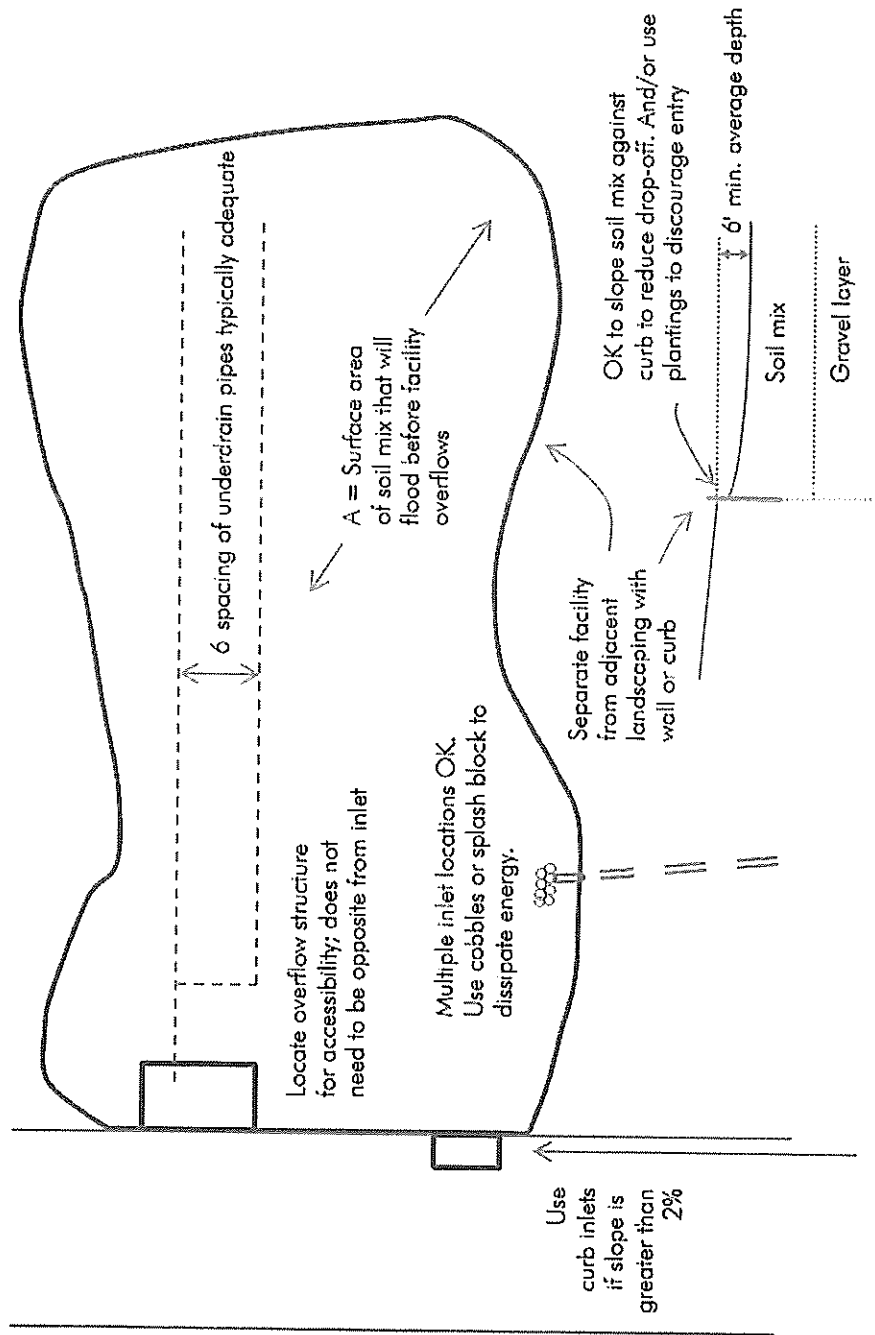 6 spacing of underdrain pipes typically adequate
A = Surface area
of soil mix that will
flood before facility
overflows
Locate overflow structure
for accessibility; does not
need to be opposite from inlet
Multiple inlet locations OK.
Use cobbles or splash block to
dissipate energy.
Use
curb inlets
if slope is
greater than
2%
Separate facility
from adjacent
landscaping with
wall or curb
OK to slope soil mix against
curb to reduce drop-off. And/or use
plantings to discourage entry
6' min. average depth
Soil mix
Gravel layer